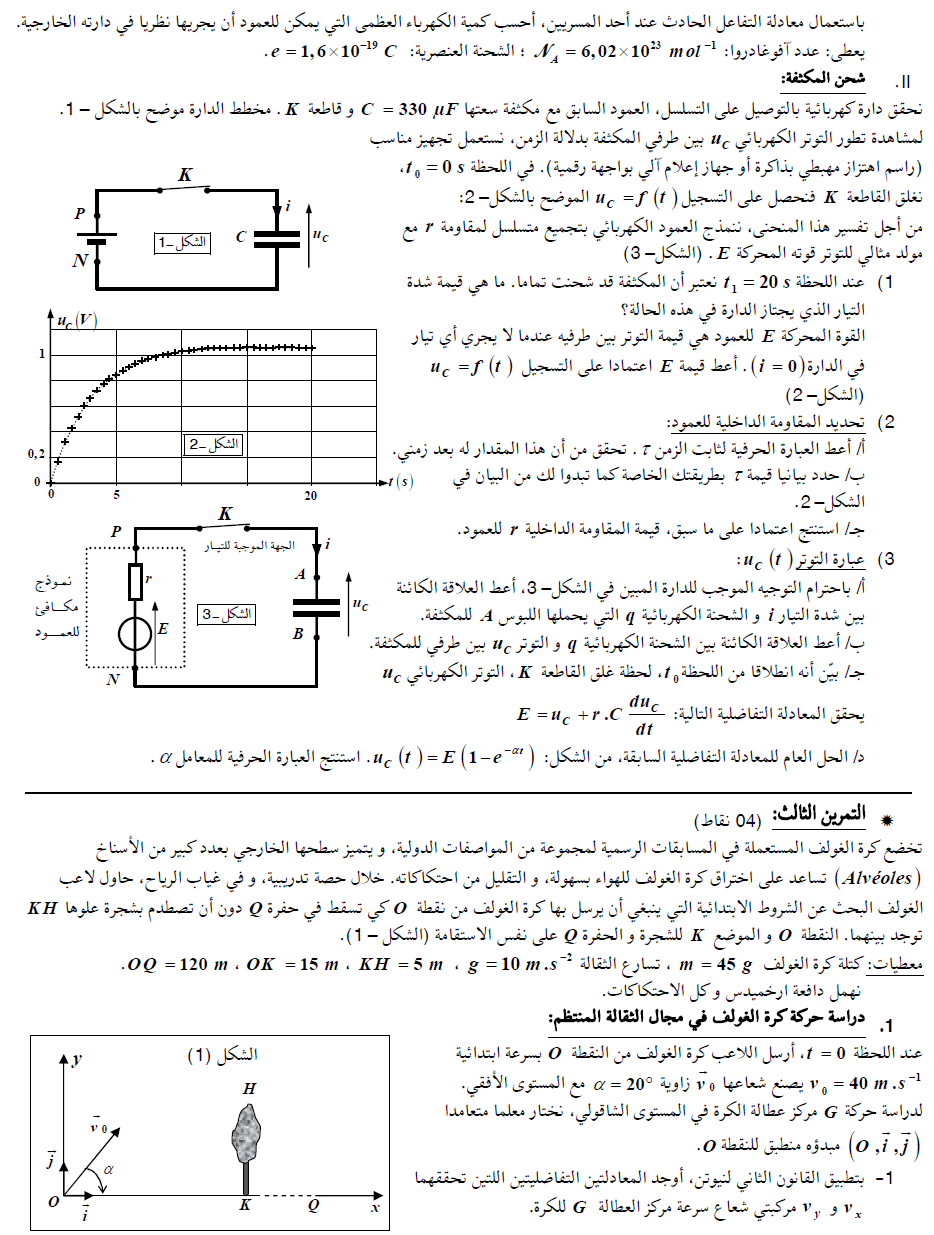 باستعمال معادلة التفاعل الحادث عند أحد المسريين، أحسب كمية الكهرباء العظمى التي يمكن للعمود أن يجريها نظريا في دارته الخارجية.
يعطى: عدد آفوغادروا: N_A = 6,02×10²³ mol⁻¹ ؛ الشحنة العنصرية: e = 1,6×10⁻¹⁹ C.
II. شحن المكثفة:
نحقق دارة كهربائية بالتوصيل على التسلسل، العمود السابق مع مكثفة سعتها C = 330 μF و قاطعة K . مخطط الدارة موضح بالشكل – 1.
لمشاهدة تطور التوتر الكهربائي u_C بين طرفي المكثفة بدلالة الزمن، نستعمل تجهيز مناسب
(راسم اهتزاز مهبطي بذاكرة أو جهاز إعلام آلي بواجهة رقمية). في اللحظة t₀ = 0 s،
نغلق القاطعة K فنحصل على التسجيل u_C = f (t) الموضح بالشكل– 2:
من أجل تفسير هذا المنحنى، ننمذج العمود الكهربائي بتجميع متسلسل لمقاومة r مع
مولد مثالي للتوتر قوته المحركة E . (الشكل– 3)
K
P
N
C
i
u_C
الشكل-1
1) عند اللحظة t₁ = 20 s نعتبر أن المكثفة قد شحنت تماما. ما هي قيمة شدة
التيار الذي يجتاز الدارة في هذه الحالة؟
القوة المحركة E للعمود هي قيمة التوتر بين طرفيه عندما لا يجري أي تيار
في الدارة (i = 0). أعط قيمة E اعتمادا على التسجيل u_C = f (t)
(الشكل– 2)
u_C (V)
1
0,2
0
0
5
20
t (s)
الشكل-2
2) تحديد المقاومة الداخلية للعمود:
أ/ أعط العبارة الحرفية لثابت الزمن τ . تحقق من أن هذا المقدار له بعد زمني.
ب/ حدد بيانيا قيمة τ بطريقتك الخاصة كما تبدوا لك من البيان في
الشكل– 2.
جـ/ استنتج اعتمادا على ما سبق، قيمة المقاومة الداخلية r للعمود.
K
P
الجهة الموجبة للتيـار
i
نموذج
مكـافئ
للعمـود
r
E
N
A
B
u_C
الشكل-3
3) عبارة التوتر u_C (t):
أ/ باحترام التوجيه الموجب للدارة المبين في الشكل– 3، أعط العلاقة الكائنة
بين شدة التيار i و الشحنة الكهربائية q التي يحملها اللبوس A للمكثفة.
ب/ أعط العلاقة الكائنة بين الشحنة الكهربائية q و التوتر u_C بين طرفي للمكثفة.
جـ/ بيّن أنه انطلاقا من اللحظة t₀، لحظة غلق القاطعة K ، التوتر الكهربائي u_C
يحقق المعادلة التفاضلية التالية: E = u_C + r.C du_C/dt
د/ الحل العام للمعادلة التفاضلية السابقة، من الشكل: u_C (t) = E (1 − e^(−αt)). استنتج العبارة الحرفية للمعامل α .
✹ التمرين الثالث: (04 نقاط)
تخضع كرة الغولف المستعملة في المسابقات الرسمية لمجموعة من المواصفات الدولية، و يتميز سطحها الخارجي بعدد كبير من الأسناخ
(Alvéoles) تساعد على اختراق كرة الغولف للهواء بسهولة، و التقليل من احتكاكاته. خلال حصة تدريبية، و في غياب الرياح، حاول لاعب
الغولف البحث عن الشروط الابتدائية التي ينبغي أن يرسل بها كرة الغولف من نقطة O كي تسقط في حفرة Q دون أن تصطدم بشجرة علوها KH
توجد بينهما. النقطة O و الموضع K للشجرة و الحفرة Q على نفس الاستقامة (الشكل – 1).
معطيات: كتلة كرة الغولف m = 45 g ، تسارع الثقالة g = 10 m.s⁻² ، KH = 5 m ، OK = 15 m ، OQ = 120 m.
نهمل دافعة ارخميدس و كل الاحتكاكات.
1. دراسة حركة كرة الغولف في مجال الثقالة المنتظم:
عند اللحظة t = 0، أرسل اللاعب كرة الغولف من النقطة O بسرعة ابتدائية
v₀ = 40 m.s⁻¹ يصنع شعاعها v⃗₀ زاوية α = 20° مع المستوى الأفقي.
لدراسة حركة G مركز عطالة الكرة في المستوى الشاقولي، نختار معلما متعامدا
(O, i⃗, j⃗) مبدؤه منطبق للنقطة O.
1- بتطبيق القانون الثاني لنيوتن، أوجد المعادلتين التفاضليتين اللتين تحققهما
v_x و v_y مركبتي شعاع سرعة مركز العطالة G للكرة.
الشكل (1)
y
v⃗₀
j⃗
α
O
i⃗
H
K
Q
x